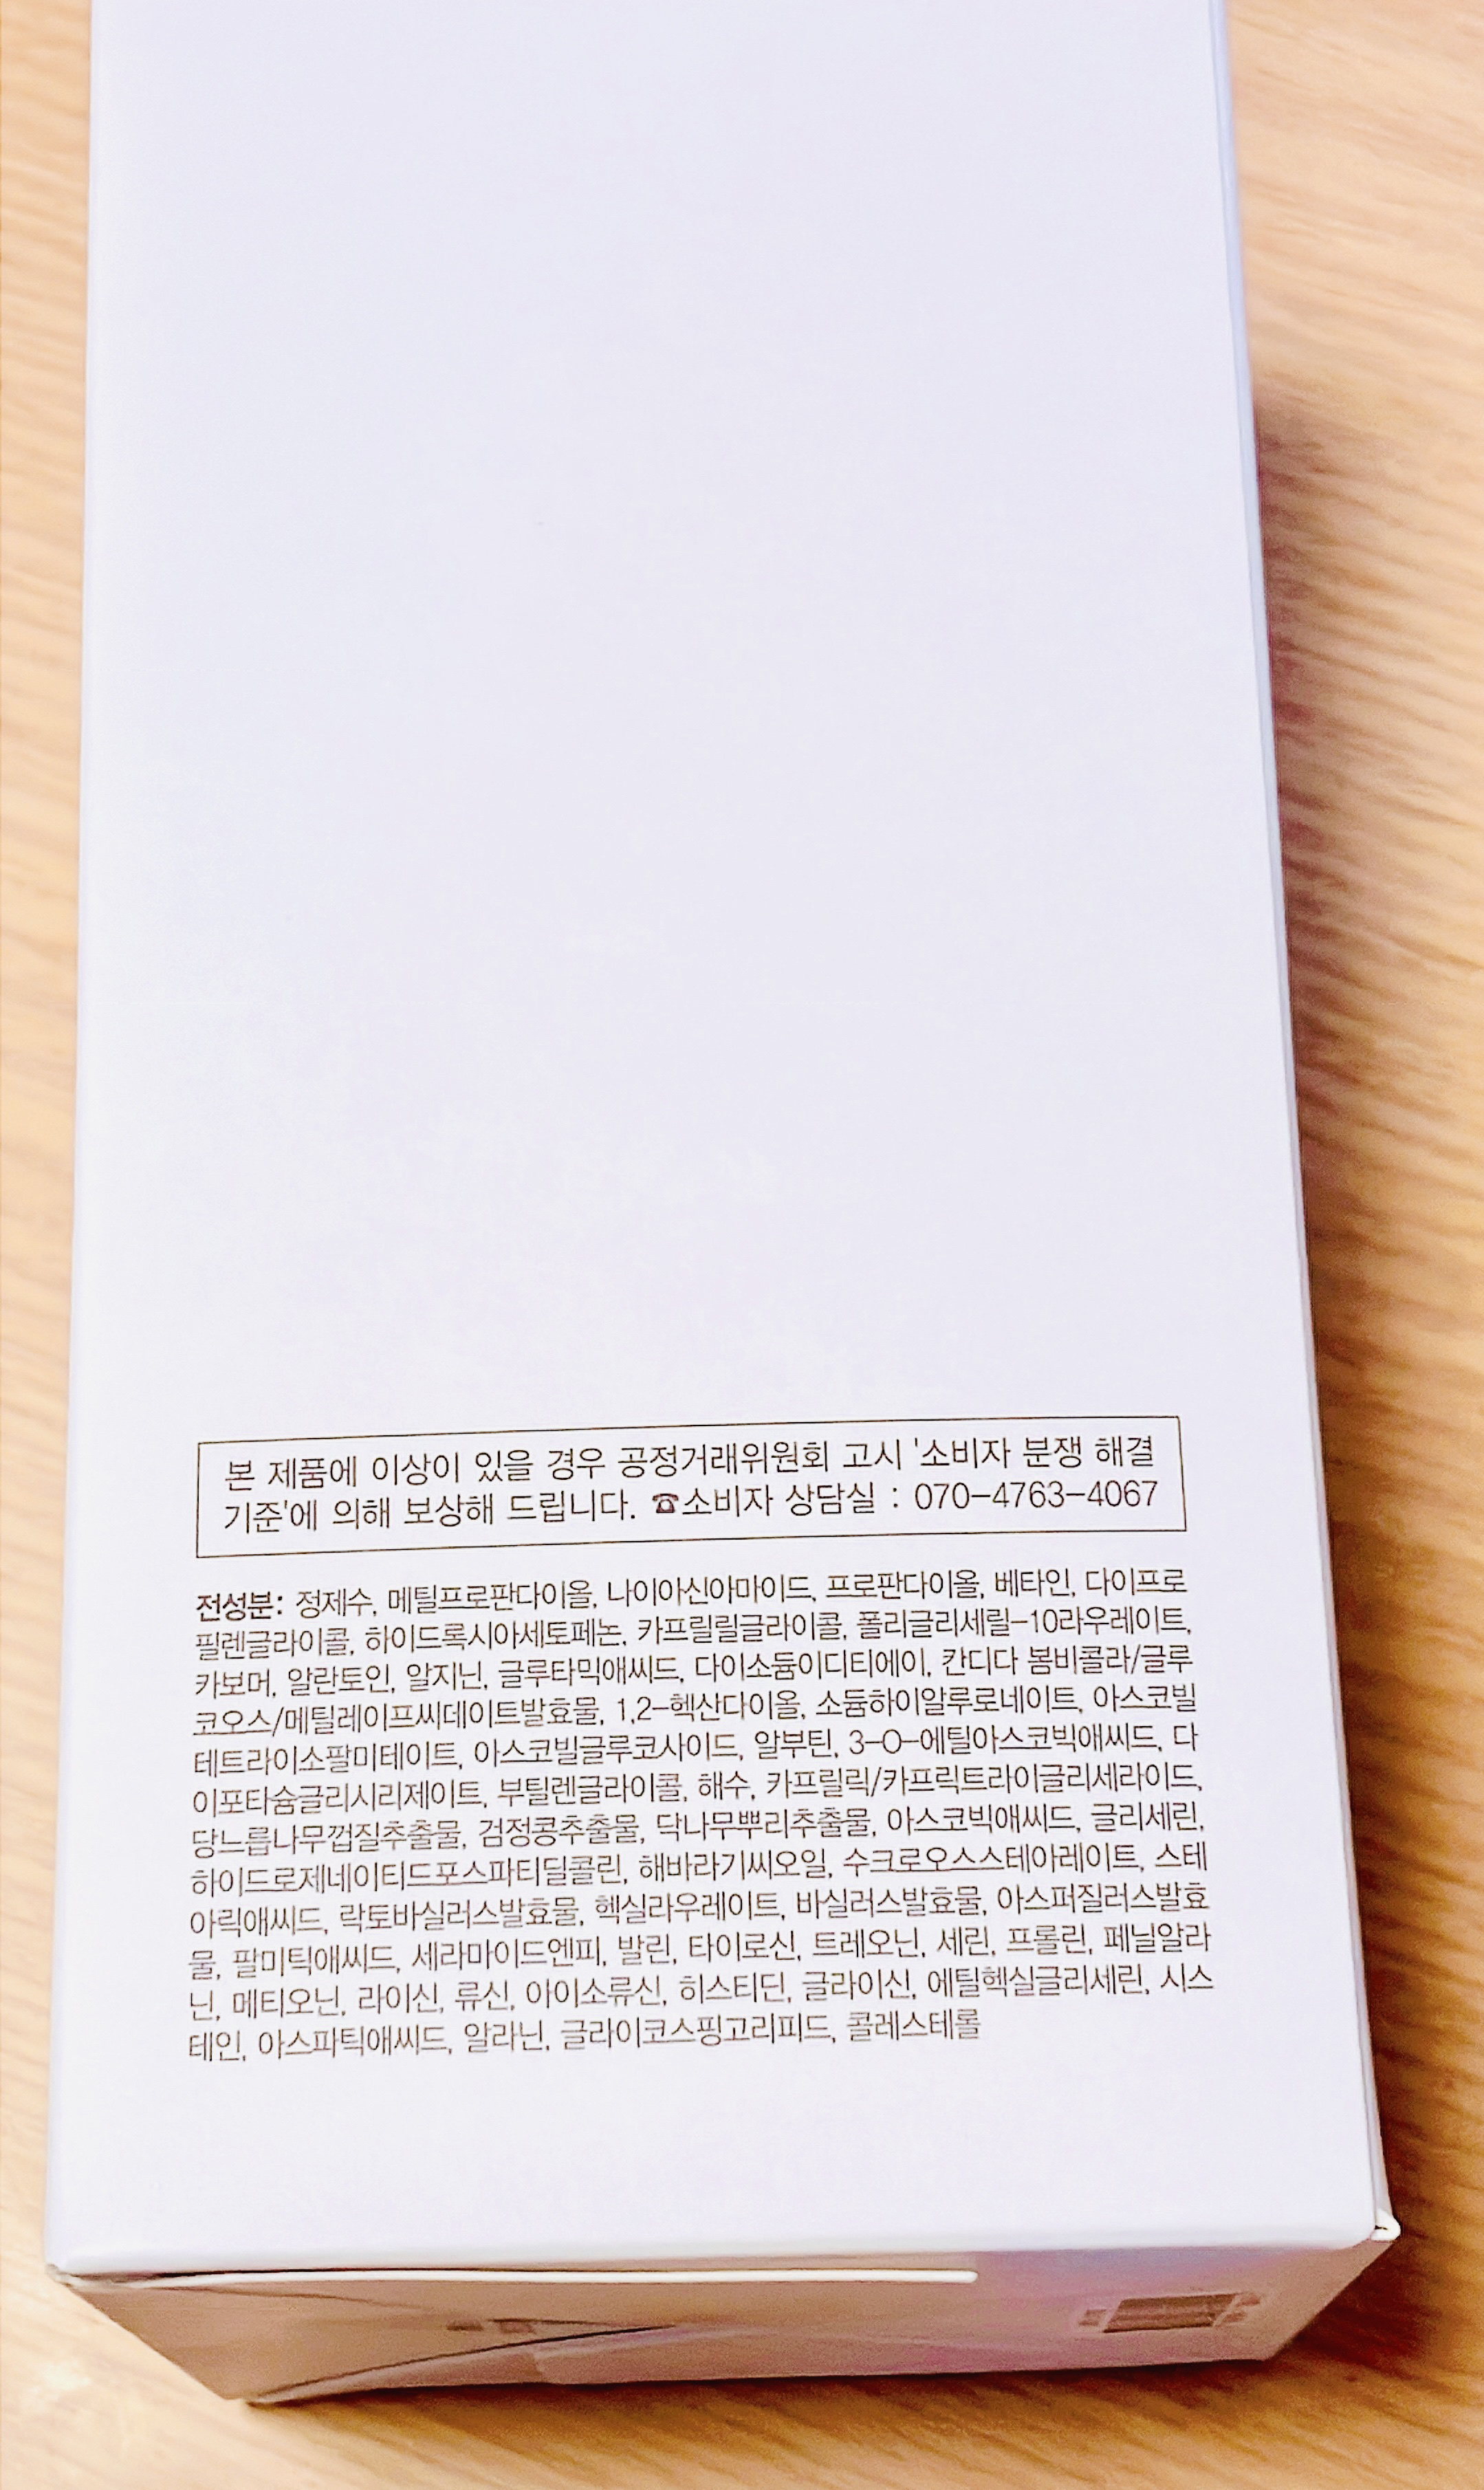 본 제품에 이상이 있을 경우 공정거래위원회 고시 '소비자 분쟁 해결
기준'에 의해 보상해 드립니다. ☎소비자 상담실 : 070-4763-4067
전성분: 정제수, 메틸프로판다이올, 나이아신아마이드, 프로판다이올, 베타인, 다이프로
필렌글라이콜, 하이드록시아세토페논, 카프릴릴글라이콜, 폴리글리세릴-10라우레이트,
카보머, 알란토인, 알지닌, 글루타믹애씨드, 다이소듐이디티에이, 칸디다 봄비콜라/글루
코오스/메틸레이프씨데이트발효물, 1,2-헥산다이올, 소듐하이알루로네이트, 아스코빌
테트라이소팔미테이트, 아스코빌글루코사이드, 알부틴, 3-O-에틸아스코빅애씨드, 다
이포타슘글리시리제이트, 부틸렌글라이콜, 해수, 카프릴릭/카프릭트라이글리세라이드,
당느릅나무껍질추출물, 검정콩추출물, 닥나무뿌리추출물, 아스코빅애씨드, 글리세린,
하이드로제네이티드포스파티딜콜린, 해바라기씨오일, 수크로오스스테아레이트, 스테
아릭애씨드, 락토바실러스발효물, 헥실라우레이트, 바실러스발효물, 아스퍼질러스발효
물, 팔미틱애씨드, 세라마이드엔피, 발린, 타이로신, 트레오닌, 세린, 프롤린, 페닐알라
닌, 메티오닌, 라이신, 류신, 아이소류신, 히스티딘, 글라이신, 에틸헥실글리세린, 시스
테인, 아스파틱애씨드, 알라닌, 글라이코스핑고리피드, 콜레스테롤